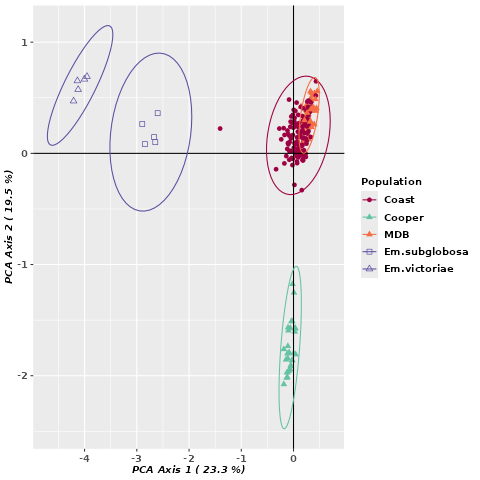 1
0
-1
-2
-4
-3
-2
-1
0
PCA Axis 1 ( 23.3 %)
PCA Axis 2 ( 19.5 %)
Population
Coast
Cooper
MDB
Em.subglobosa
Em.victoriae